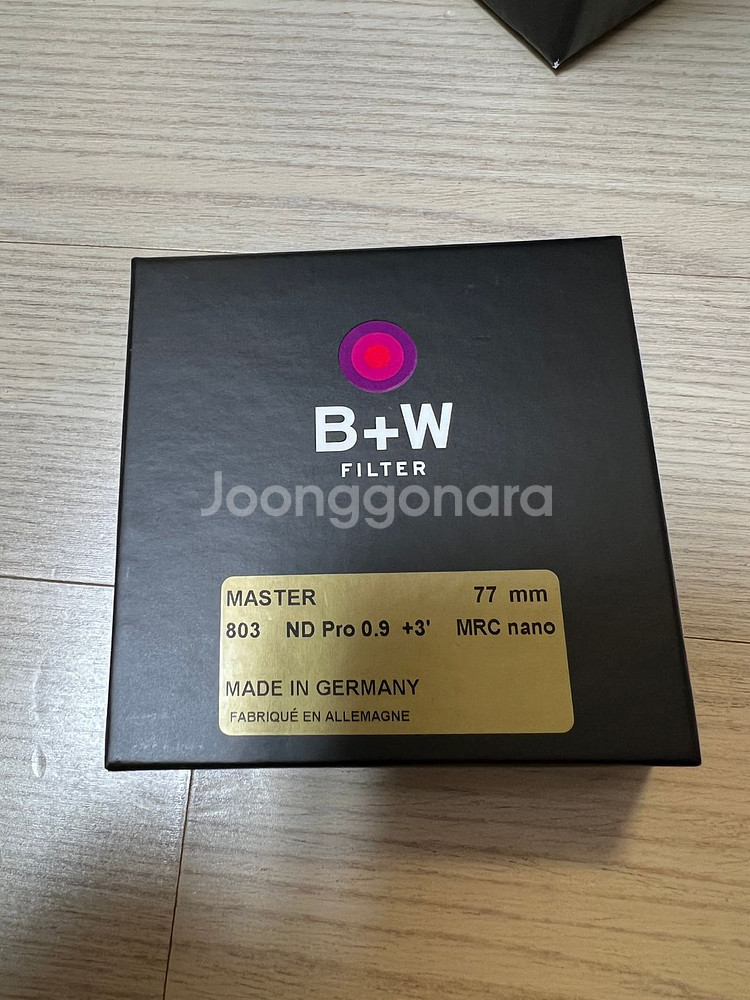 B+W
FILTER
Joonggonara
MASTER 77 mm
803 ND Pro 0.9 +3' MRC nano
MADE IN GERMANY
FABRIQUÉ EN ALLEMAGNE